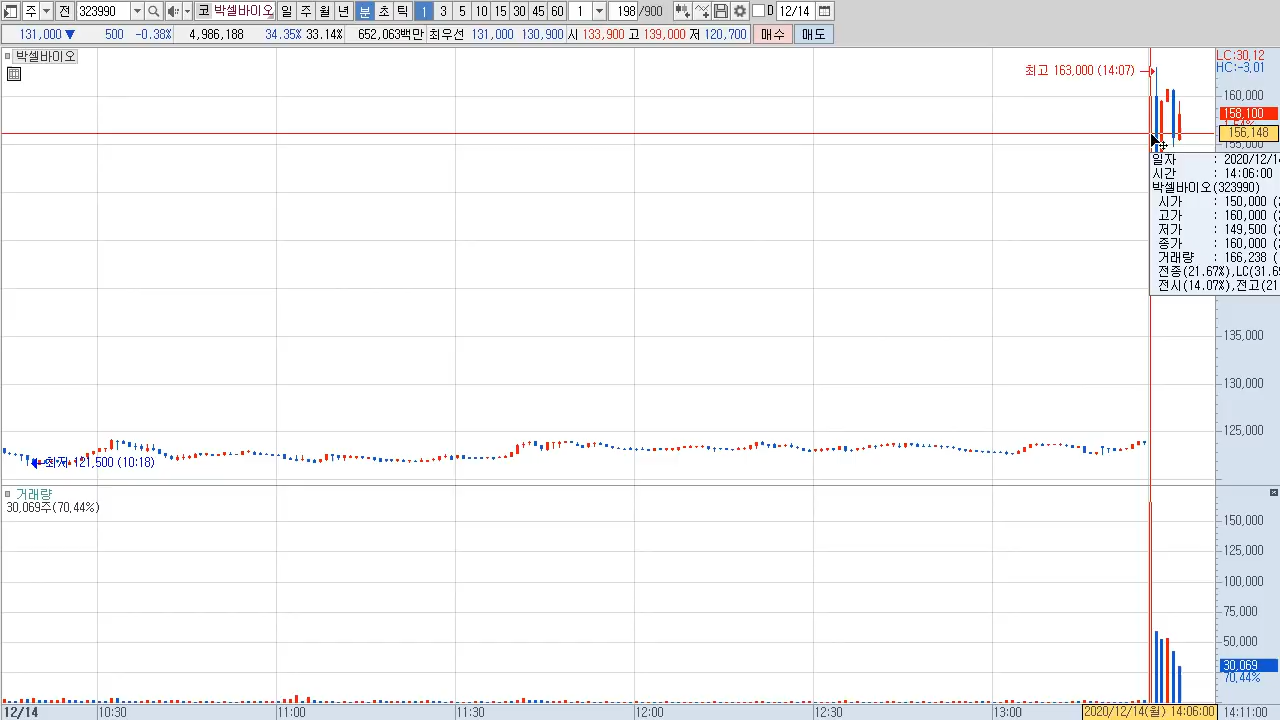 주 전 323990 코 박셀바이오 일 주 월 년 분 초 틱 1 3 5 10 15 30 45 60 1 198 /900 0 12/14
131,000 ▼ 500 -0.38% 4,986,188 34.35% 33.14% 652,063백만 최우선 131,000 130,900 시 133,900 고 139,000 저 120,700 매수 매도
박셀바이오
LC:30,12
HC:-3,01
최고 163,000 (14:07)
160,000
158,100
156,148
155,000
일자 : 2020/12/14
시간 : 14:06:00
박셀바이오(323990)
시가 : 150,000
고가 : 160,000
저가 : 149,500
종가 : 160,000
거래량 : 166,238
전종(21.67%),LC(31.6
전시(14.07%),전고(21
135,000
130,000
125,000
최저 121,500 (10:18)
거래량
30,069주(70,44%)
150,000
125,000
100,000
75,000
50,000
30,069
70,44%
12/14 10:30 11:00 11:30 12:00 12:30 13:00 2020/12/14(월) 14:06:00 14:11:00